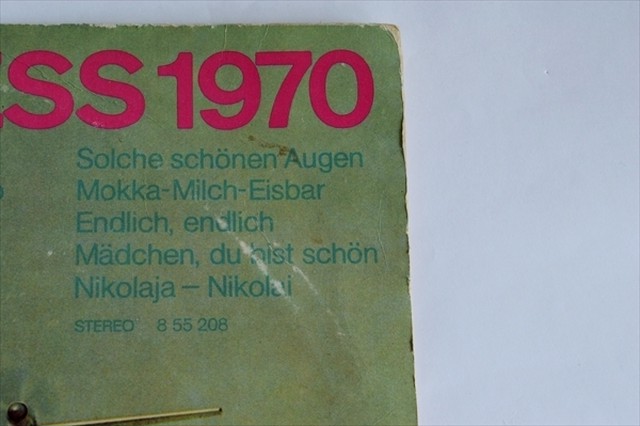 ESS 1970
Solche schönen Augen
Mokka-Milch-Eisbar
Endlich, endlich
Mädchen, du bist schön
Nikolaja – Nikolai
STEREO 8 55 208